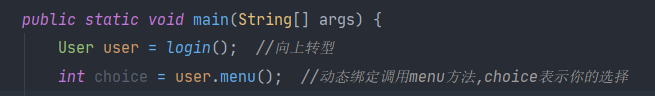 public static void main(String[] args) {
User user = login();  //向上转型
int choice = user.menu();  //动态绑定调用menu方法,choice表示你的选择